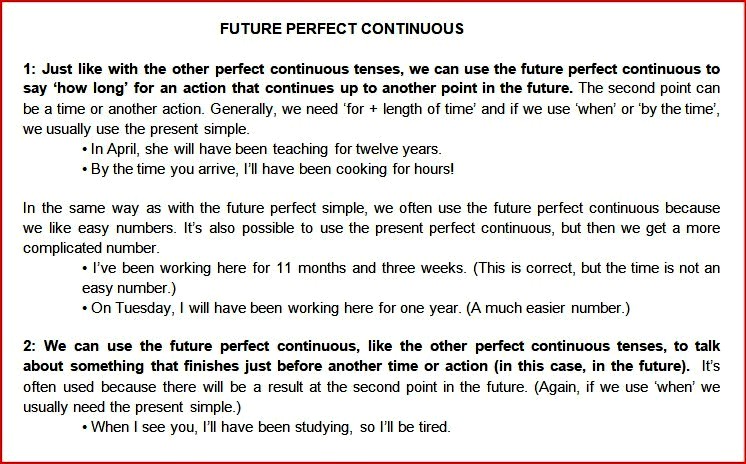 FUTURE PERFECT CONTINUOUS
1: Just like with the other perfect continuous tenses, we can use the future perfect continuous to
say ‘how long’ for an action that continues up to another point in the future. The second point can
be a time or another action. Generally, we need ‘for + length of time’ and if we use ‘when’ or ‘by the time’,
we usually use the present simple.
• In April, she will have been teaching for twelve years.
• By the time you arrive, I’ll have been cooking for hours!
In the same way as with the future perfect simple, we often use the future perfect continuous because
we like easy numbers. It’s also possible to use the present perfect continuous, but then we get a more
complicated number.
• I’ve been working here for 11 months and three weeks. (This is correct, but the time is not an
easy number.)
• On Tuesday, I will have been working here for one year. (A much easier number.)
2: We can use the future perfect continuous, like the other perfect continuous tenses, to talk
about something that finishes just before another time or action (in this case, in the future). It’s
often used because there will be a result at the second point in the future. (Again, if we use ‘when’ we
usually need the present simple.)
• When I see you, I’ll have been studying, so I’ll be tired.